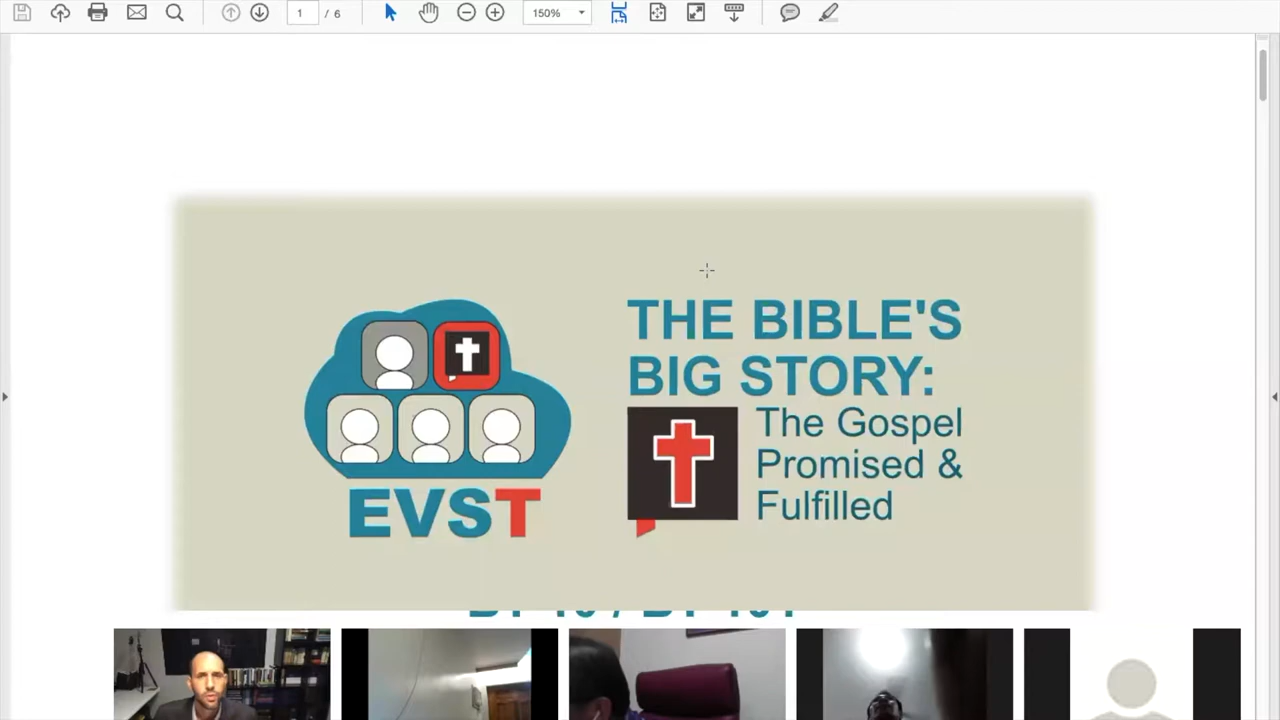 1 / 6
150%
THE BIBLE'S
BIG STORY:
The Gospel
Promised &
Fulfilled
EVST